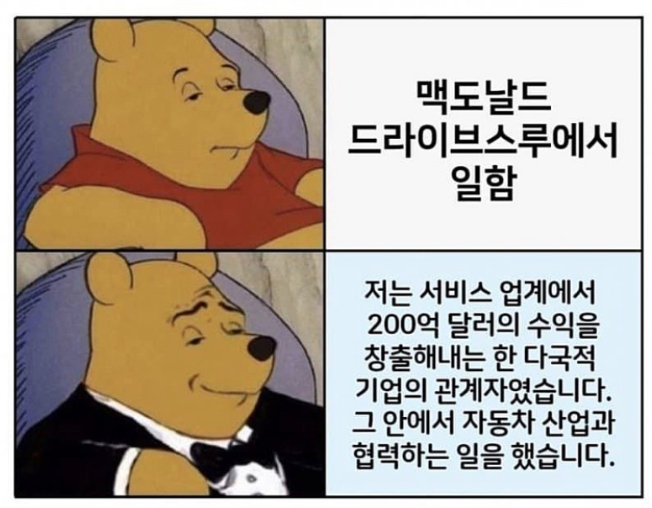 맥도날드
드라이브스루에서
일함
저는 서비스 업계에서
200억 달러의 수익을
창출해내는 한 다국적
기업의 관계자였습니다.
그 안에서 자동차 산업과
협력하는 일을 했습니다.